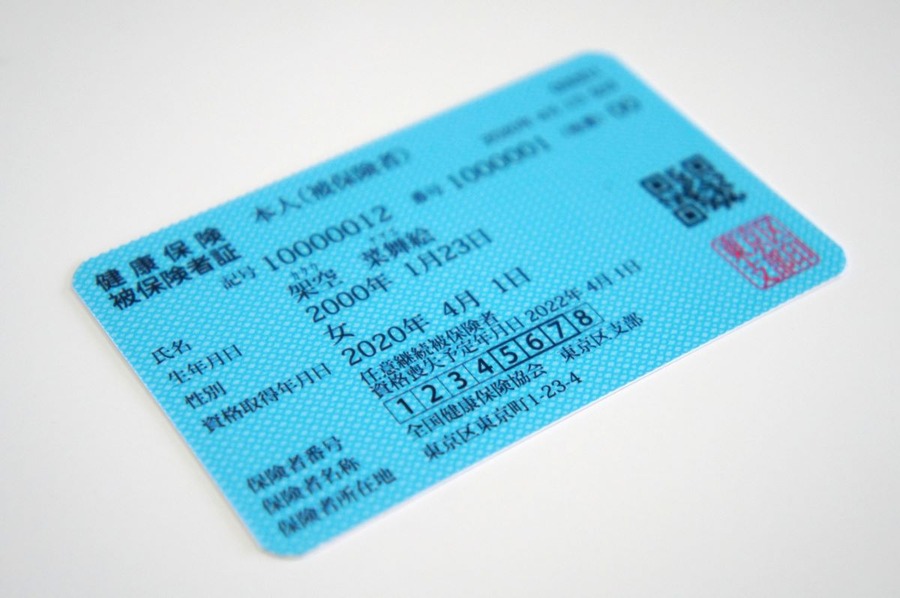 健康保険
被保険者証
本人(被保険者)
記号 10000012 番号 1000001 00
氏名 架空 菜舞絵
生年月日 2000年 1月23日
性別 女
資格取得年月日 2020年 4月 1日
任意継続被保険者
資格喪失予定年月日 2022年 4月 1日
保険者番号 12345678
保険者名称 全国健康保険協会 東京区支部
保険者所在地 東京区東京町1-23-4